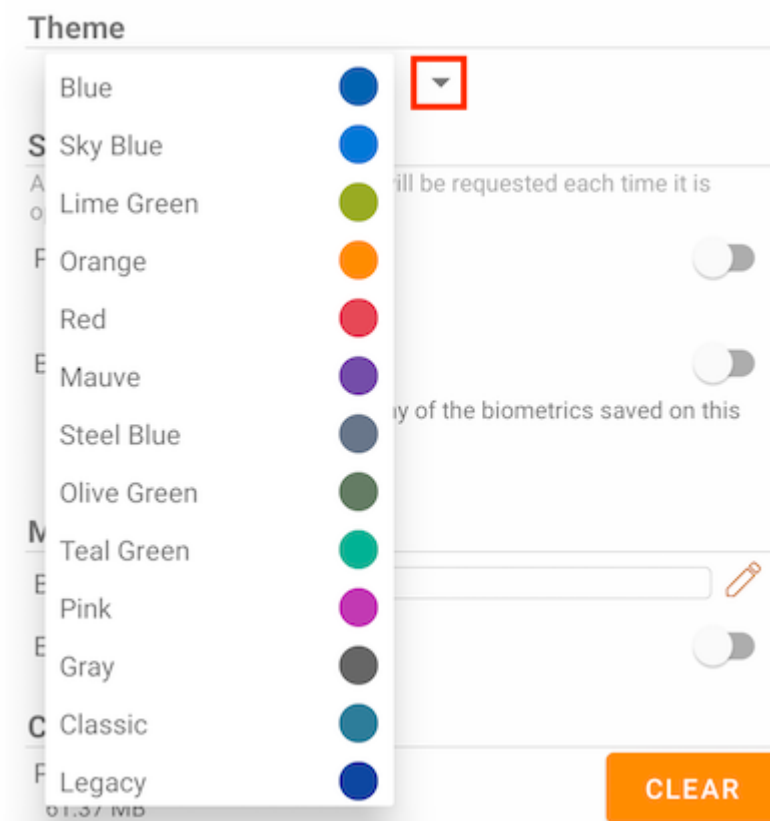 Theme
Blue
Sky Blue
ill be requested each time it is
Lime Green
Orange
Red
Mauve
y of the biometrics saved on this
Steel Blue
Olive Green
Teal Green
Pink
Gray
Classic
Legacy
CLEAR
61.37 MB